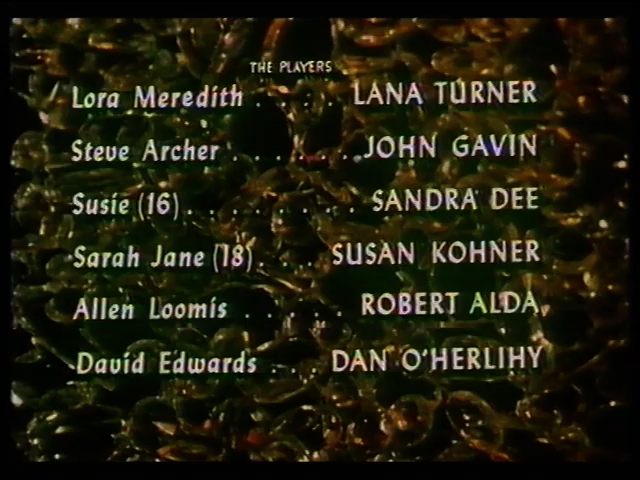 THE PLAYERS
Lora Meredith . . . . LANA TURNER
Steve Archer . . . . . . JOHN GAVIN
Susie (16) . . . . . . . . SANDRA DEE
Sarah Jane (18) . . . SUSAN KOHNER
Allen Loomis . . . . . ROBERT ALDA
David Edwards . . . DAN O'HERLIHY